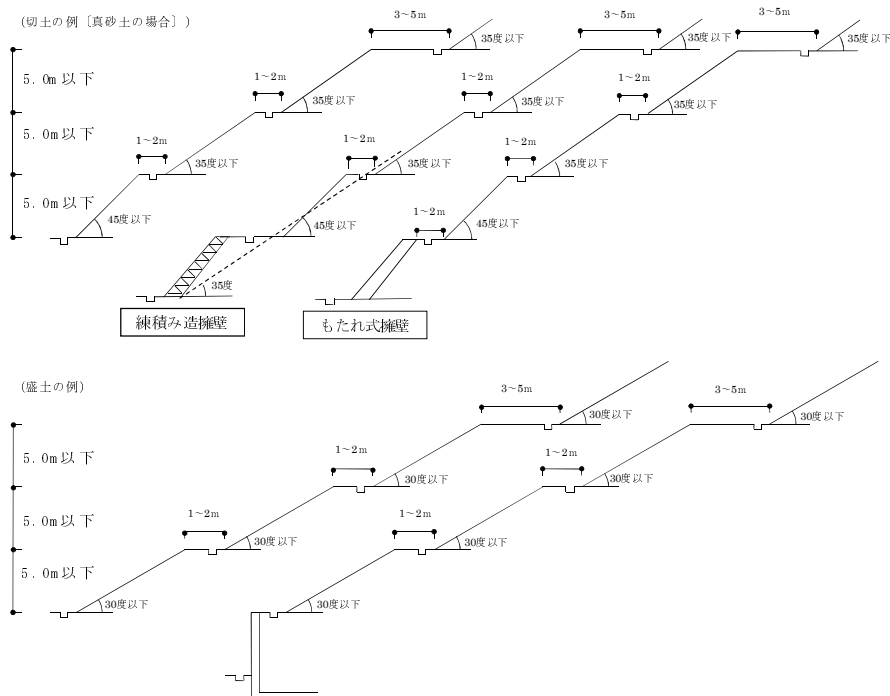 (切土の例〔真砂土の場合〕)
3~5m
3~5m
3~5m
35度以下
35度以下
35度以下
5.0m以下
1~2m
1~2m
1~2m
35度以下
35度以下
35度以下
5.0m以下
1~2m
1~2m
1~2m
35度以下
35度以下
35度以下
5.0m以下
1~2m
45度以下
45度以下
45度以下
35度
練積み造擁壁
もたれ式擁壁
(盛土の例)
3~5m
3~5m
30度以下
30度以下
5.0m以下
1~2m
1~2m
30度以下
30度以下
5.0m以下
1~2m
1~2m
30度以下
30度以下
5.0m以下
30度以下
30度以下